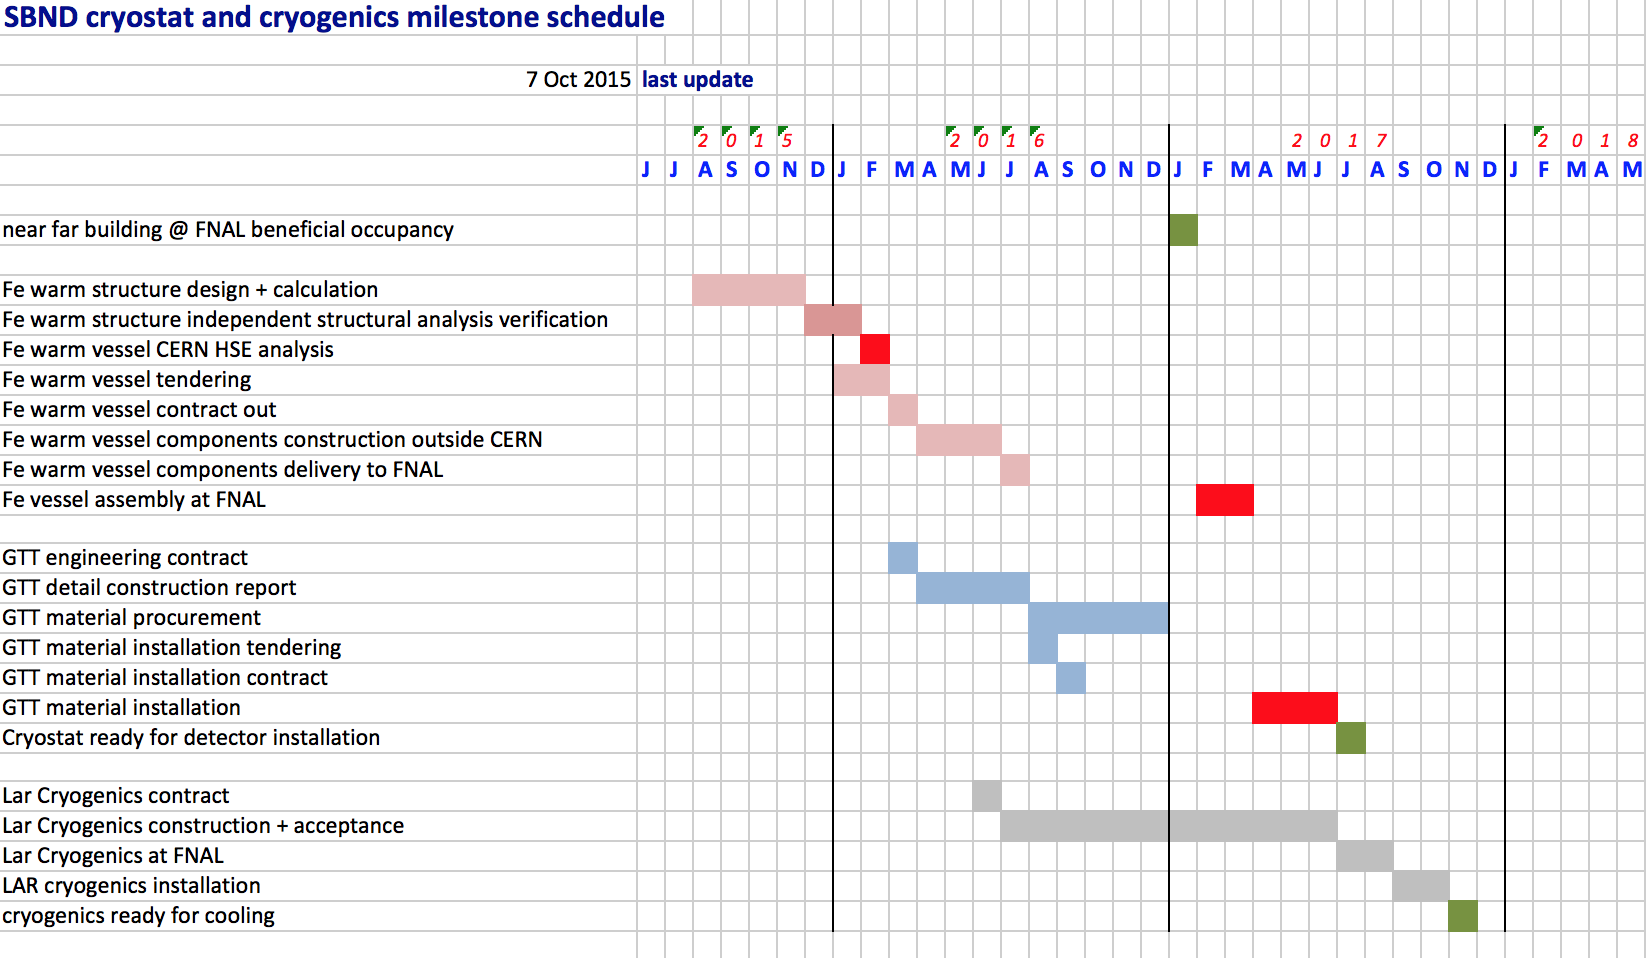 SBND cryostat and cryogenics milestone schedule
7 Oct 2015 last update
2 0 1 5 2 0 1 6 2 0 1 7 2 0 1 8
J J A S O N D J F M A M J J A S O N D J F M A M J J A S O N D J F M A M
near far building @ FNAL beneficial occupancy
Fe warm structure design + calculation
Fe warm structure independent structural analysis verification
Fe warm vessel CERN HSE analysis
Fe warm vessel tendering
Fe warm vessel contract out
Fe warm vessel components construction outside CERN
Fe warm vessel components delivery to FNAL
Fe vessel assembly at FNAL
GTT engineering contract
GTT detail construction report
GTT material procurement
GTT material installation tendering
GTT material installation contract
GTT material installation
Cryostat ready for detector installation
Lar Cryogenics contract
Lar Cryogenics construction + acceptance
Lar Cryogenics at FNAL
LAR cryogenics installation
cryogenics ready for cooling